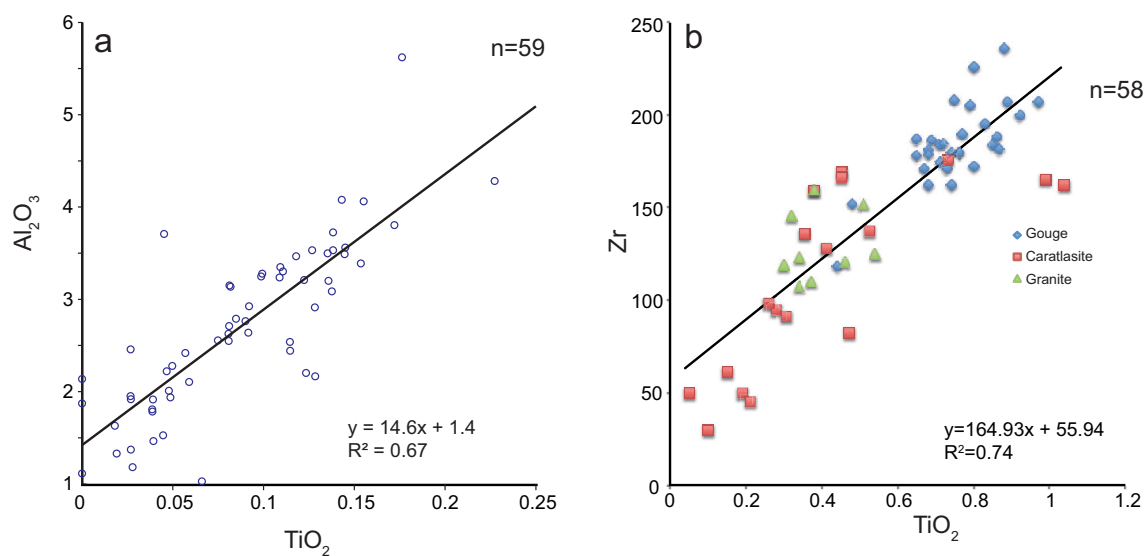 a
n=59
Al₂O₃
6
5
4
3
2
1
0
0.05
0.10
0.15
0.20
0.25
TiO₂
y = 14.6x + 1.4
R² = 0.67
b
n=58
Zr
250
200
150
100
50
0
0
0.2
0.4
0.6
0.8
1
1.2
TiO₂
Gouge
Caratlasite
Granite
y=164.93x + 55.94
R²=0.74